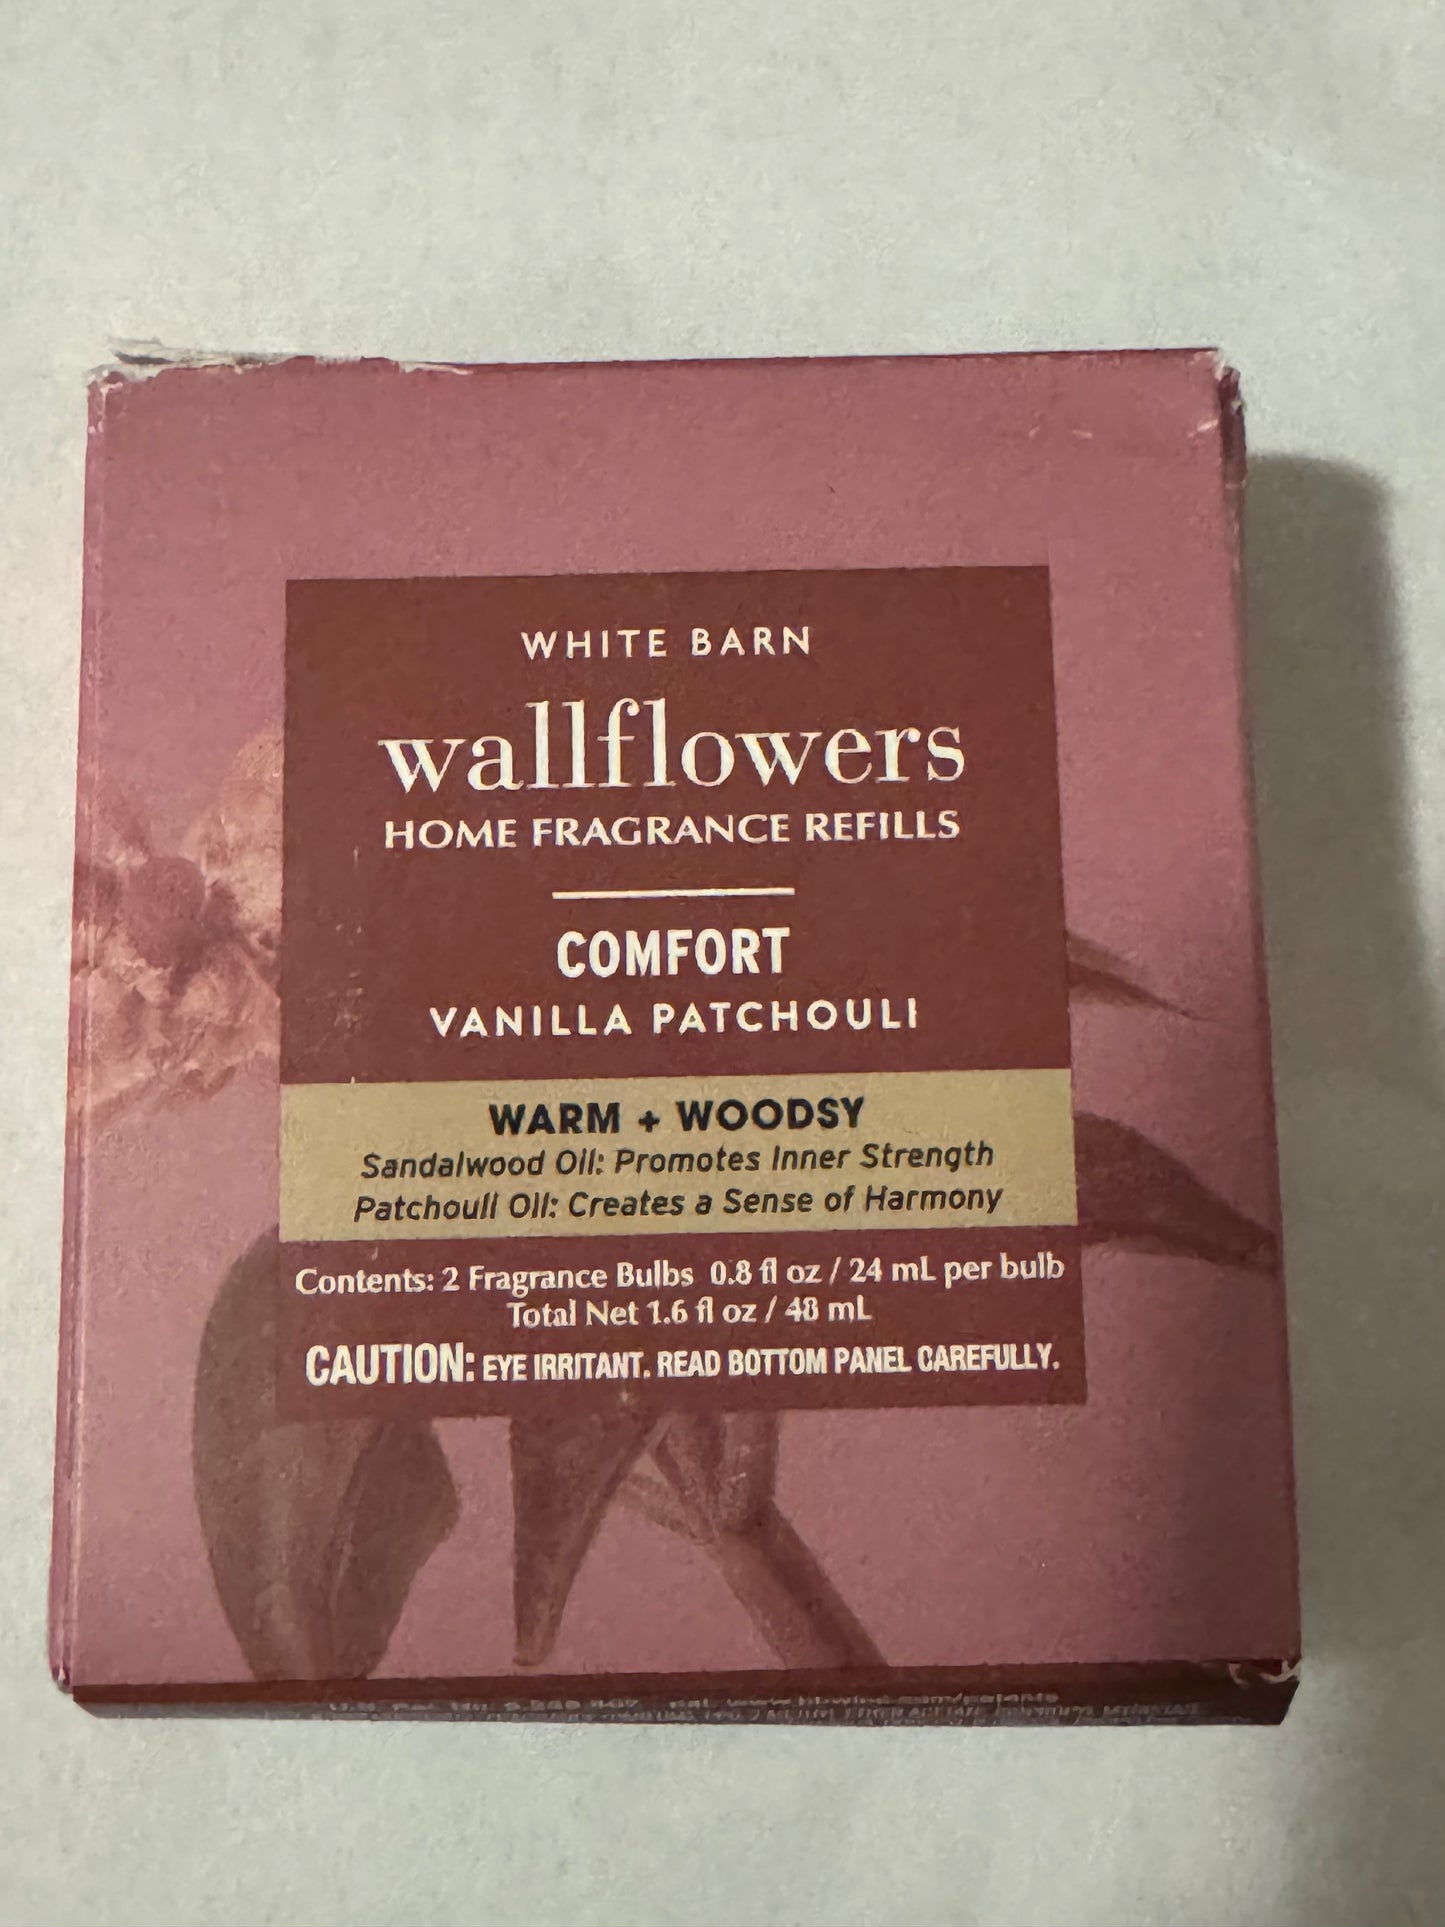 WHITE BARN
wallflowers
HOME FRAGRANCE REFILLS
COMFORT
VANILLA PATCHOULI
WARM + WOODSY
Sandalwood Oil: Promotes Inner Strength
Patchouli Oil: Creates a Sense of Harmony
Contents: 2 Fragrance Bulbs 0.8 fl oz / 24 mL per bulb
Total Net 1.6 fl oz / 48 mL
CAUTION: EYE IRRITANT. READ BOTTOM PANEL CAREFULLY.